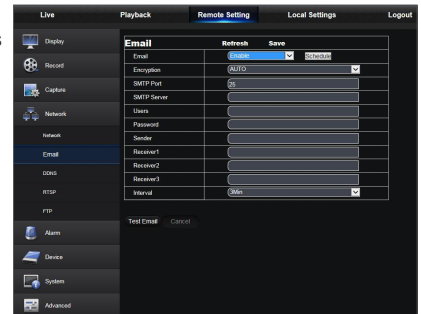 Live Playback Remote Setting Local Settings Logout
S
Display
Record
Capture
Network
Network
Email
DDNS
RTSP
FTP
Alarm
Device
System
Advanced
Email Refresh Save
Email Enable Schedule
Encryption AUTO
SMTP Port 25
SMTP Server
Users
Password
Sender
Receiver1
Receiver2
Receiver3
Interval 3Min
Test Email Cancel